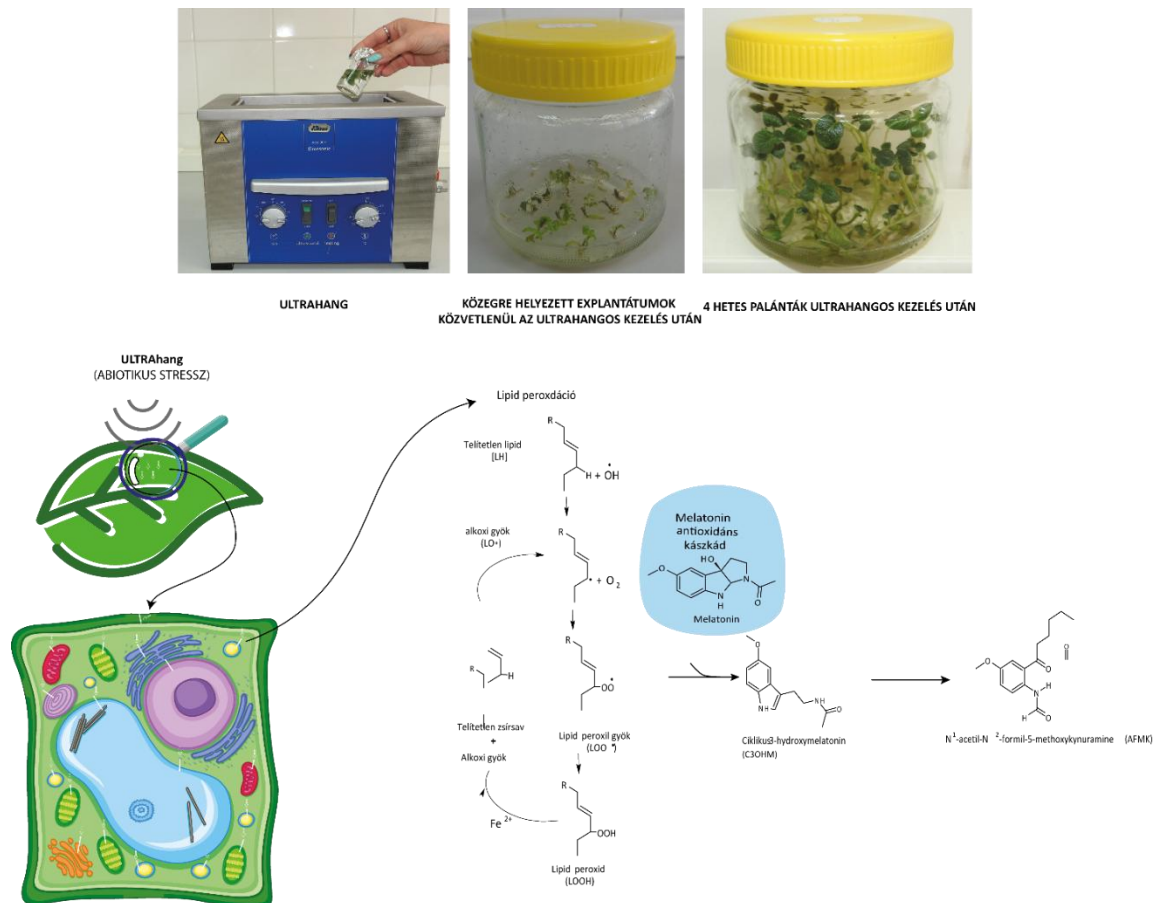 ULTRAHANG
KÖZEGRE HELYEZETT EXPLANTÁTUMOK
KÖZVETLENÜL AZ ULTRAHANGOS KEZELÉS UTÁN
4 HETES PALÁNTÁK ULTRAHANGOS KEZELÉS UTÁN
ULTRAhang
(ABIOTIKUS STRESSZ)
Lipid peroxdáció
R
Telítetlen lipid
[LH]
H + OH
alkoxi gyök
(LO•)
R
+ O2
Melatonin
antioxidáns
kászkád
HO
O
N
N
H
O
Melatonin
R
OO
R
H
Telítetlen zsírsav
+
Alkoxi gyök
Lipid peroxil gyök
(LOO •)
Fe 2+
R
OOH
Lipid peroxid
(LOOH)
O
NH
NH
O
Ciklikus3-hydroxymelatonin
(C3OHM)
O
O
O
N
H
H
O
N1-acetil-N 2-formil-5-methoxykynuramine (AFMK)